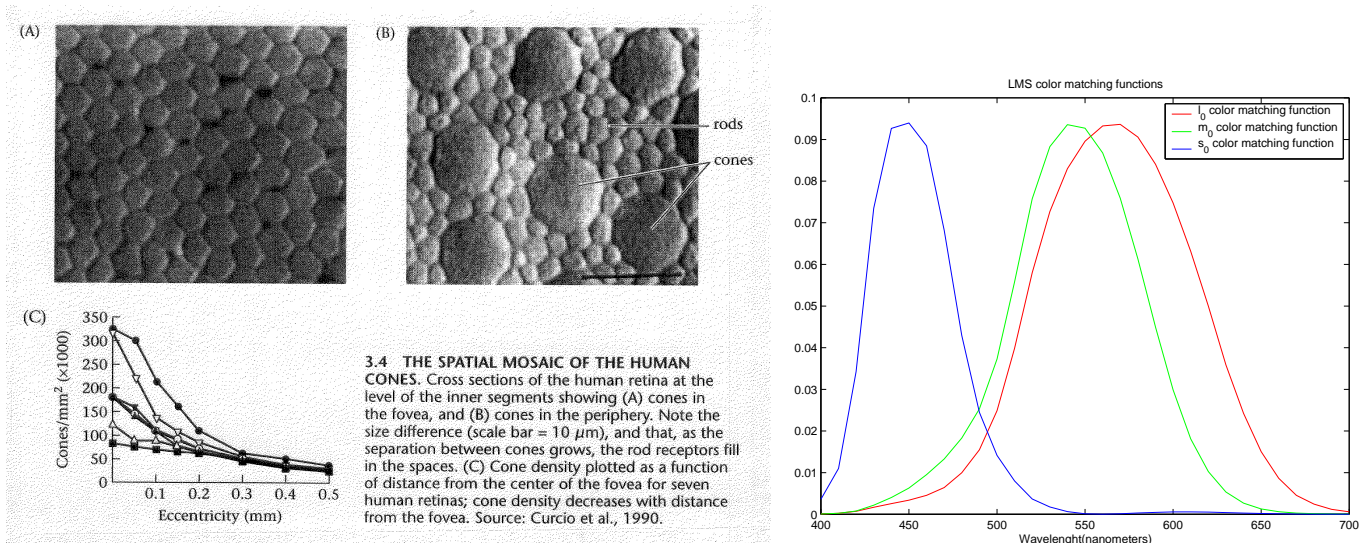 (A)
(B)
rods
cones
(C)
Cones/mm² (×1000)
350
300
250
200
150
100
50
0
0.1
0.2
0.3
0.4
0.5
Eccentricity (mm)
3.4 THE SPATIAL MOSAIC OF THE HUMAN
CONES. Cross sections of the human retina at the
level of the inner segments showing (A) cones in
the fovea, and (B) cones in the periphery. Note the
size difference (scale bar = 10 μm), and that, as the
separation between cones grows, the rod receptors fill
in the spaces. (C) Cone density plotted as a function
of distance from the center of the fovea for seven
human retinas; cone density decreases with distance
from the fovea. Source: Curcio et al., 1990.
LMS color matching functions
l₀ color matching function
m₀ color matching function
s₀ color matching function
0.1
0.09
0.08
0.07
0.06
0.05
0.04
0.03
0.02
0.01
0
400
450
500
550
600
650
700
Wavelenght(nanometers)